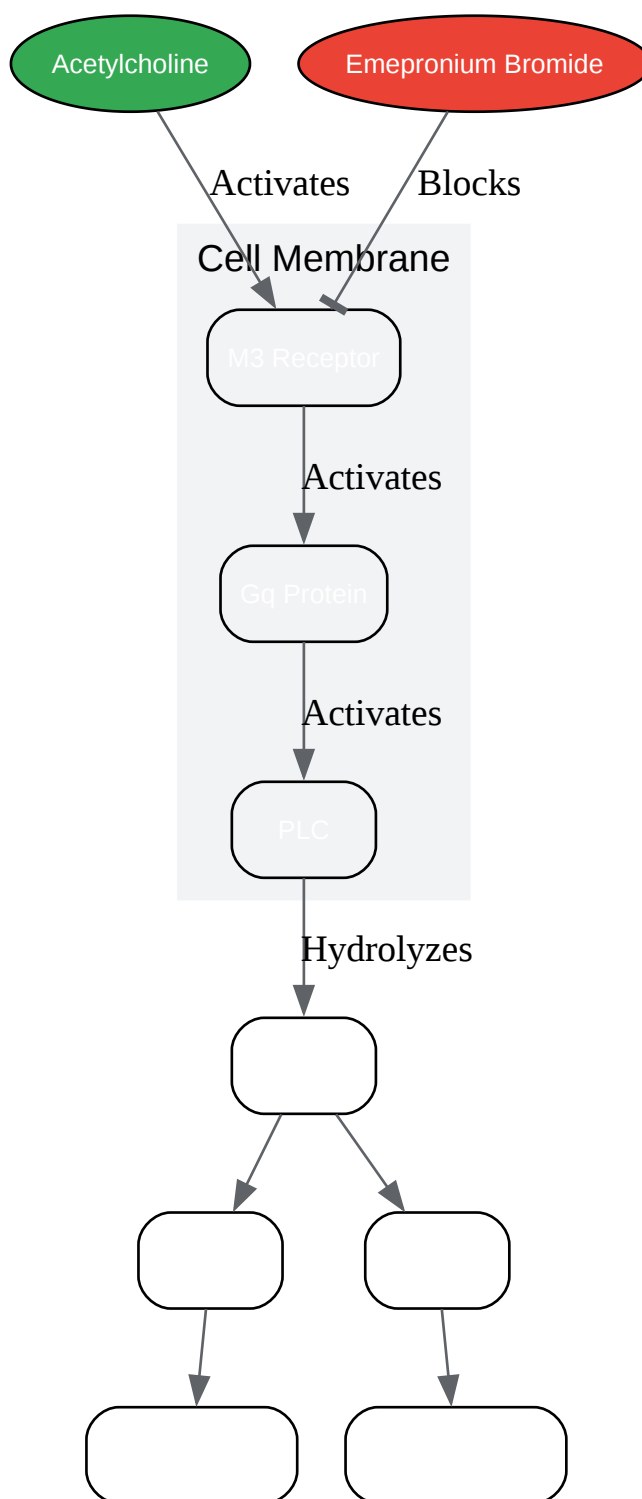 Acetylcholine
Emepronium Bromide
Activates
Blocks
Cell Membrane
M3 Receptor
Activates
Gq Protein
Activates
PLC
Hydrolyzes